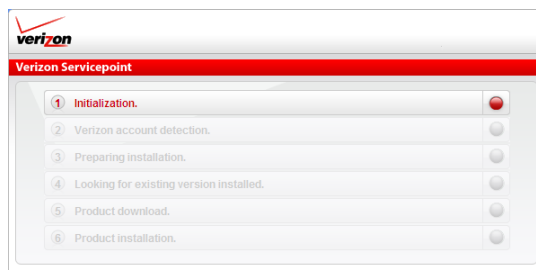 verizon
Verizon Servicepoint
1 Initialization.
2 Verizon account detection.
3 Preparing installation.
4 Looking for existing version installed.
5 Product download.
6 Product installation.